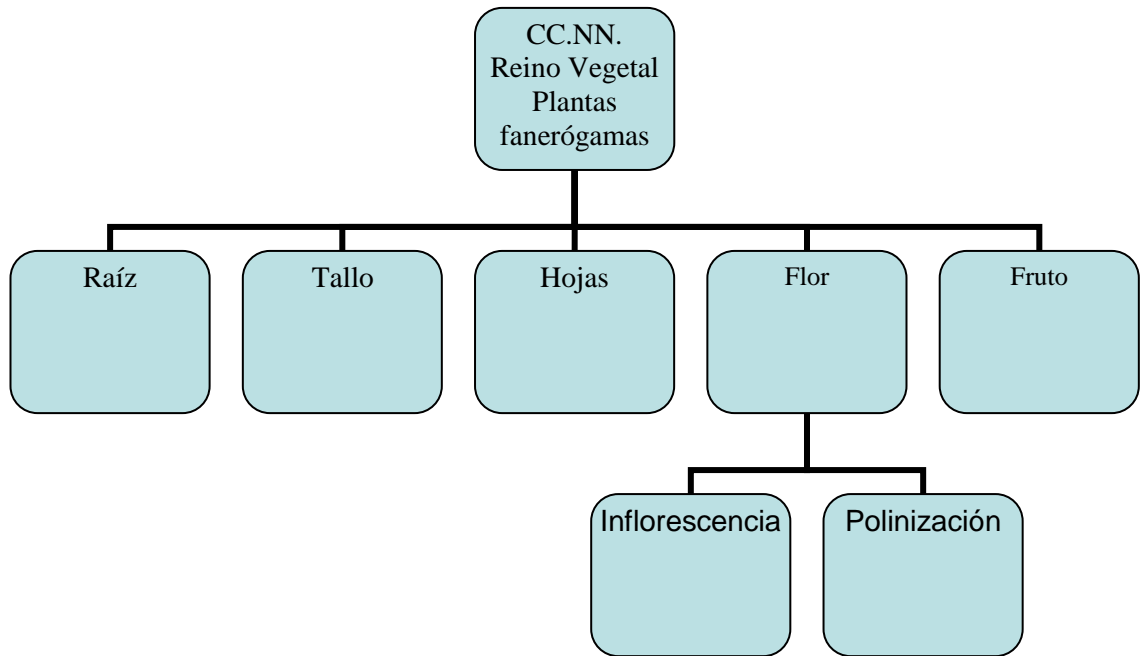 CC.NN.
Reino Vegetal
Plantas
fanerógamas
Raíz
Tallo
Hojas
Flor
Fruto
Inflorescencia
Polinización